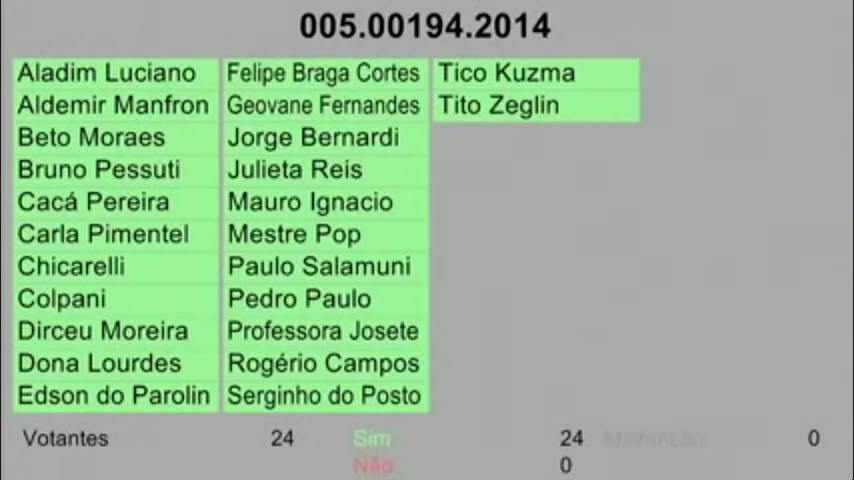 005.00194.2014
Aladim Luciano
Aldemir Manfron
Beto Moraes
Bruno Pessuti
Cacá Pereira
Carla Pimentel
Chicarelli
Colpani
Dirceu Moreira
Dona Lourdes
Edson do Parolin
Felipe Braga Cortes
Geovane Fernandes
Jorge Bernardi
Julieta Reis
Mauro Ignacio
Mestre Pop
Paulo Salamuni
Pedro Paulo
Professora Josete
Rogério Campos
Serginho do Posto
Tico Kuzma
Tito Zeglin
Votantes 24 Sim 24 0
Não 0